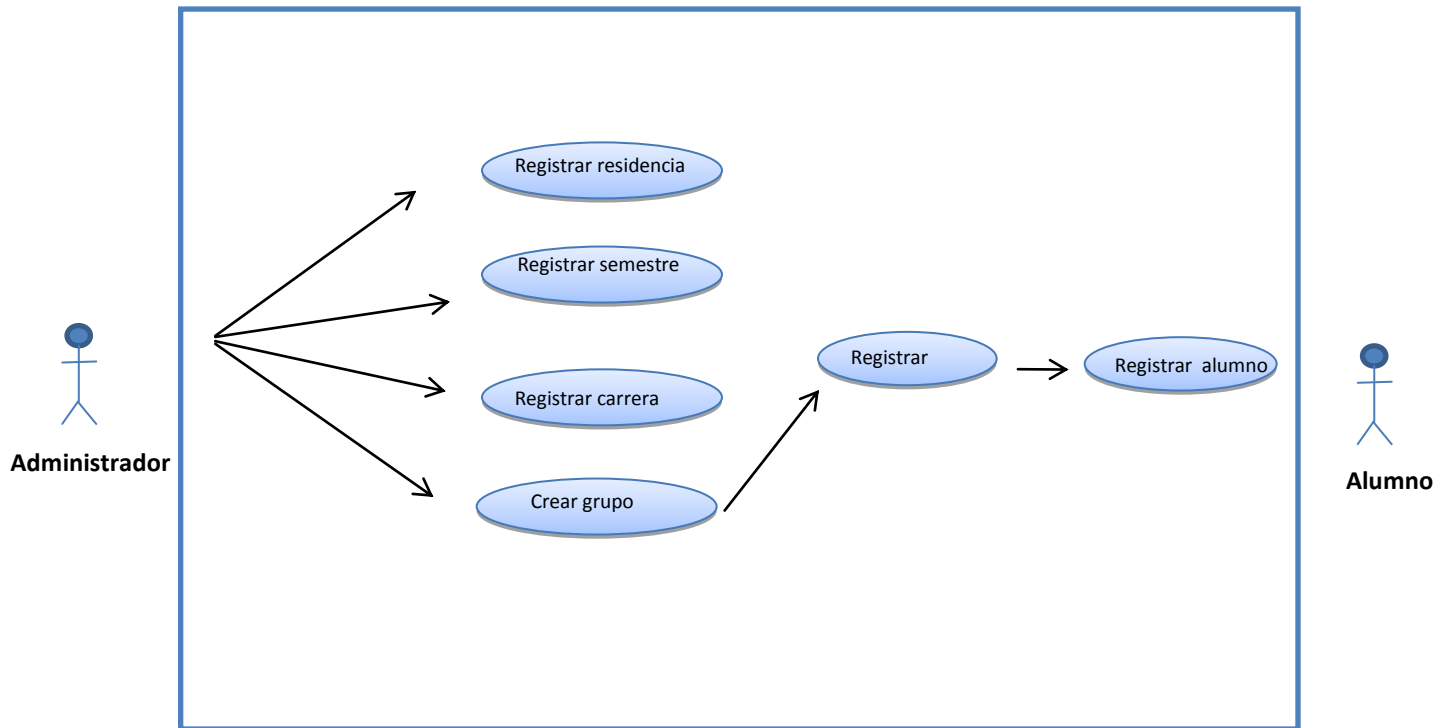 Registrar residencia
Registrar semestre
Registrar
Registrar alumno
Registrar carrera
Administrador
Alumno
Crear grupo